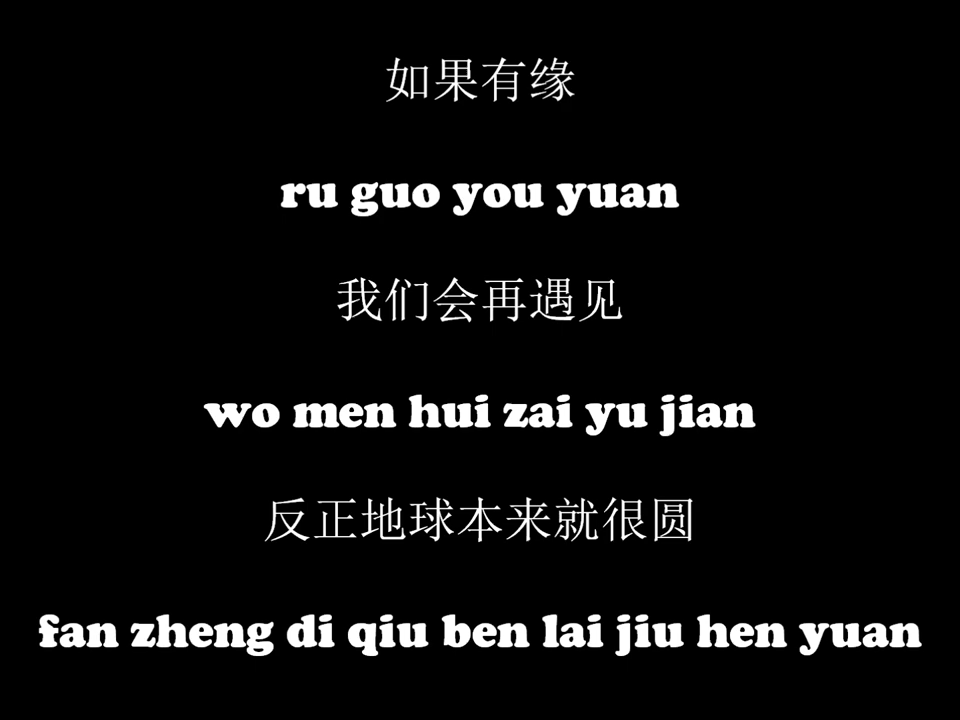 如果有缘
ru guo you yuan
我们会再遇见
wo men hui zai yu jian
反正地球本来就很圆
fan zheng di qiu ben lai jiu hen yuan